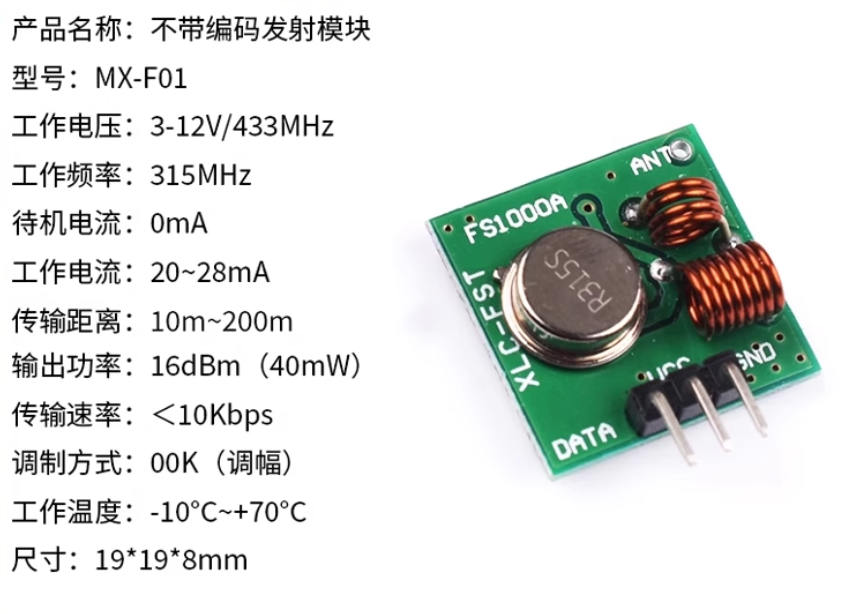 产品名称：不带编码发射模块
型号：MX-F01
工作电压：3-12V/433MHz
工作频率：315MHz
待机电流：0mA
工作电流：20~28mA
传输距离：10m~200m
输出功率：16dBm（40mW）
传输速率：＜10Kbps
调制方式：00K（调幅）
工作温度：-10℃~+70℃
尺寸：19*19*8mm
ANT
FS1000A
R315S
XLC-FST
VCC
GND
DATA